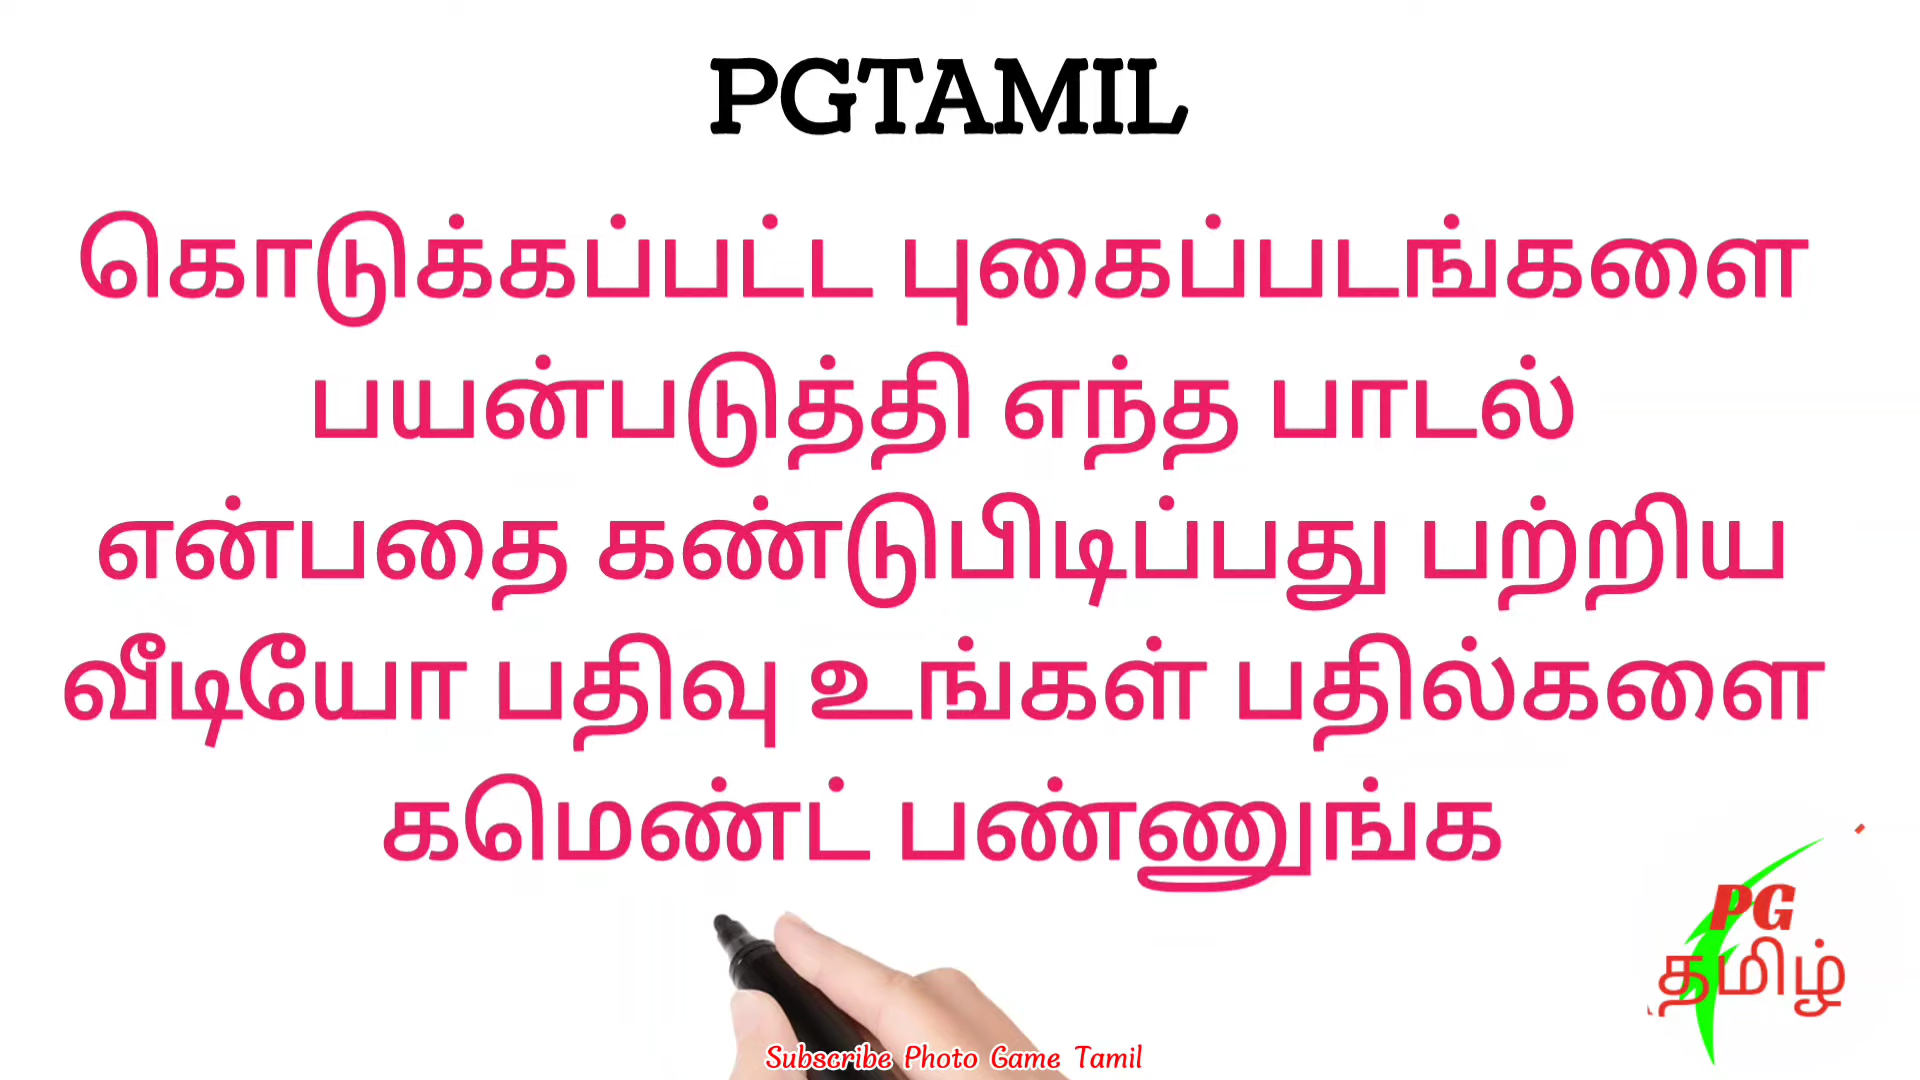 PGTAMIL
கொடுக்கப்பட்ட புகைப்படங்களை
பயன்படுத்தி எந்த பாடல்
என்பதை கண்டுபிடிப்பது பற்றிய
வீடியோ பதிவு உங்கள் பதில்களை
கமெண்ட் பண்ணுங்க
PG
தமிழ்
Subscribe Photo Game Tamil